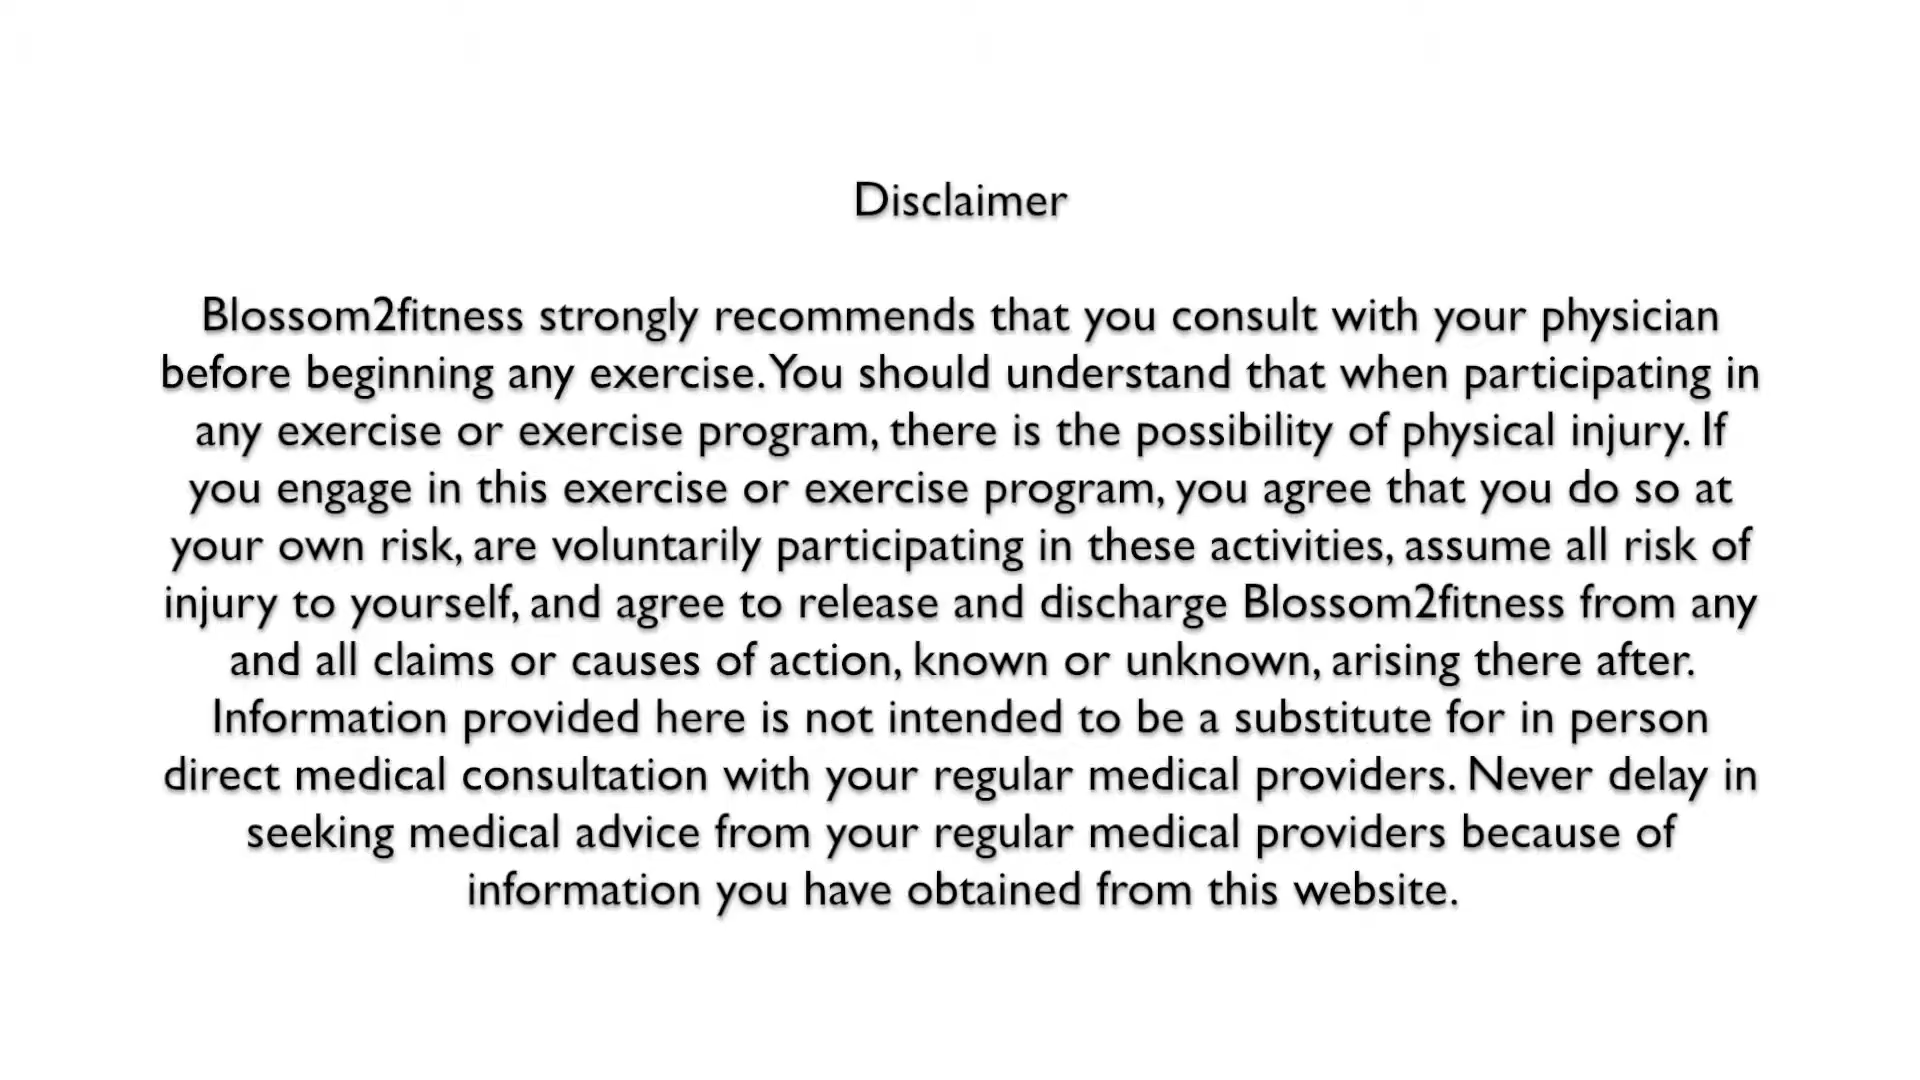 Disclaimer
Blossom2fitness strongly recommends that you consult with your physician
before beginning any exercise. You should understand that when participating in
any exercise or exercise program, there is the possibility of physical injury. If
you engage in this exercise or exercise program, you agree that you do so at
your own risk, are voluntarily participating in these activities, assume all risk of
injury to yourself, and agree to release and discharge Blossom2fitness from any
and all claims or causes of action, known or unknown, arising there after.
Information provided here is not intended to be a substitute for in person
direct medical consultation with your regular medical providers. Never delay in
seeking medical advice from your regular medical providers because of
information you have obtained from this website.